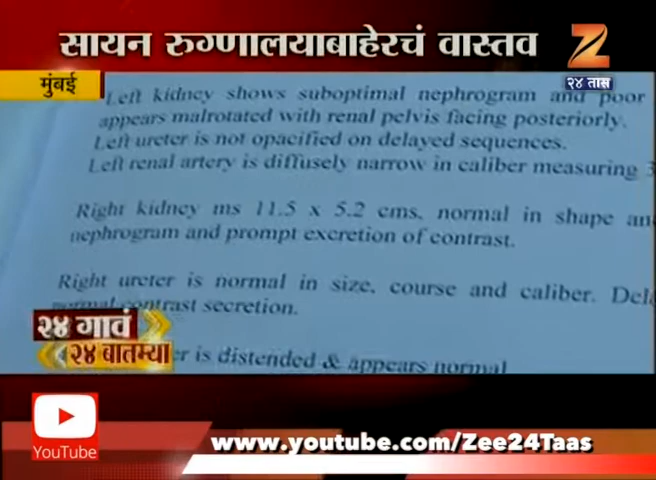 सायन रुग्णालयाबाहेरचं वास्तव
२४ तास
मुंबई
Left kidney shows suboptimal nephrogram and poor
appears malrotated with renal pelvis facing posteriorly.
Left ureter is not opacified on delayed sequences.
Left renal artery is diffusely narrow in caliber measuring 3
Right kidney ms 11.5 x 5.2 cms. normal in shape and
nephrogram and prompt excretion of contrast.
Right ureter is normal in size, course and caliber. Dela
normal contrast secretion.
is distended & appears normal
२४ गावं
२४ बातम्या
YouTube
www.youtube.com/Zee24Taas